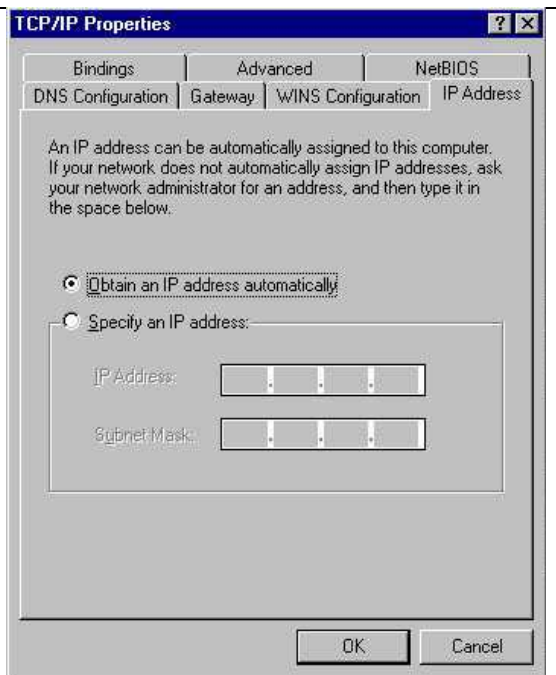 TCP/IP Properties
Bindings Advanced NetBIOS
DNS Configuration Gateway WINS Configuration IP Address
An IP address can be automatically assigned to this computer.
If your network does not automatically assign IP addresses, ask
your network administrator for an address, and then type it in
the space below.
Obtain an IP address automatically
Specify an IP address:
IP Address:
Subnet Mask:
OK Cancel